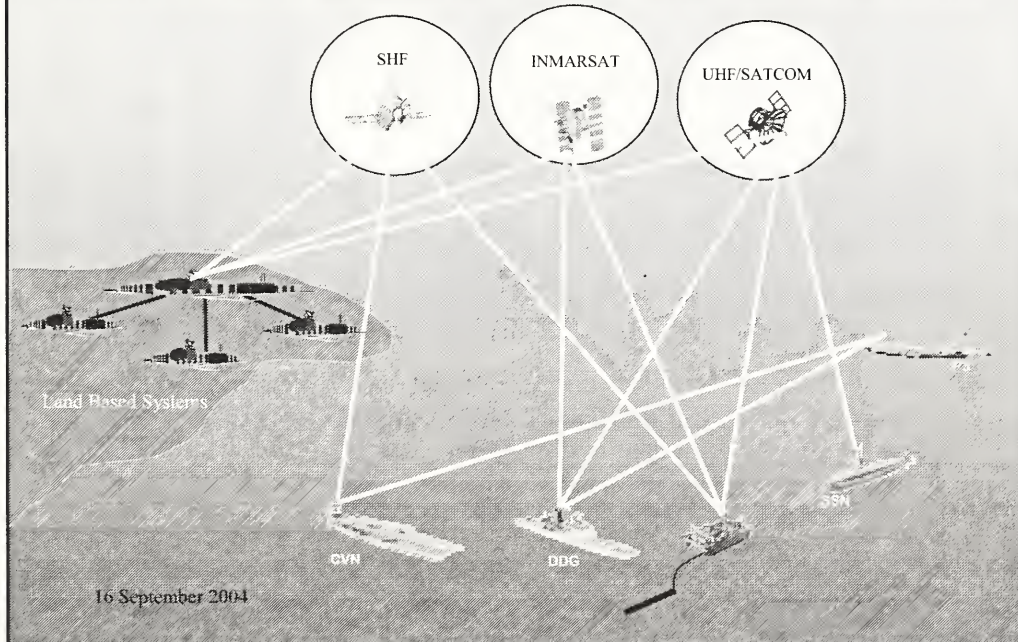 SHF
INMARSAT
UHF/SATCOM
Land Based Systems
SSN
CVN
DDG
16 September 2004